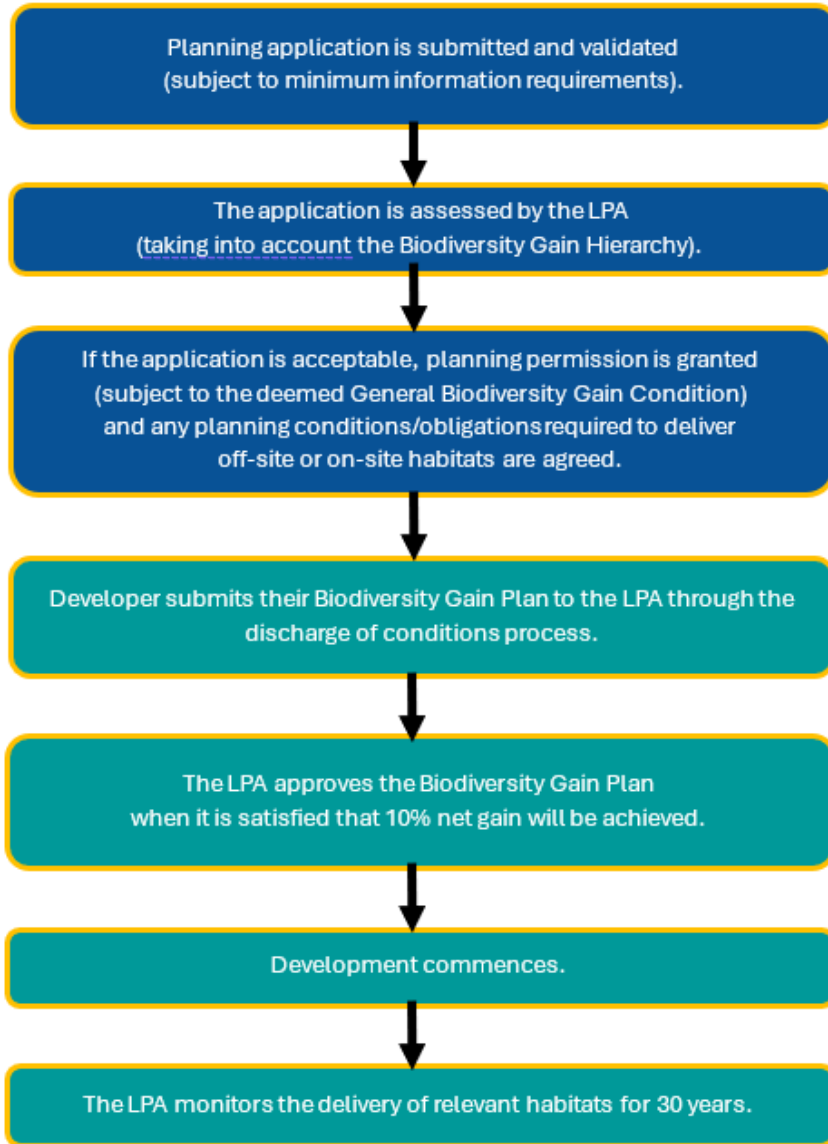 Planning application is submitted and validated
(subject to minimum information requirements).
The application is assessed by the LPA
(taking into account the Biodiversity Gain Hierarchy).
If the application is acceptable, planning permission is granted
(subject to the deemed General Biodiversity Gain Condition)
and any planning conditions/obligations required to deliver
off-site or on-site habitats are agreed.
Developer submits their Biodiversity Gain Plan to the LPA through the
discharge of conditions process.
The LPA approves the Biodiversity Gain Plan
when it is satisfied that 10% net gain will be achieved.
Development commences.
The LPA monitors the delivery of relevant habitats for 30 years.